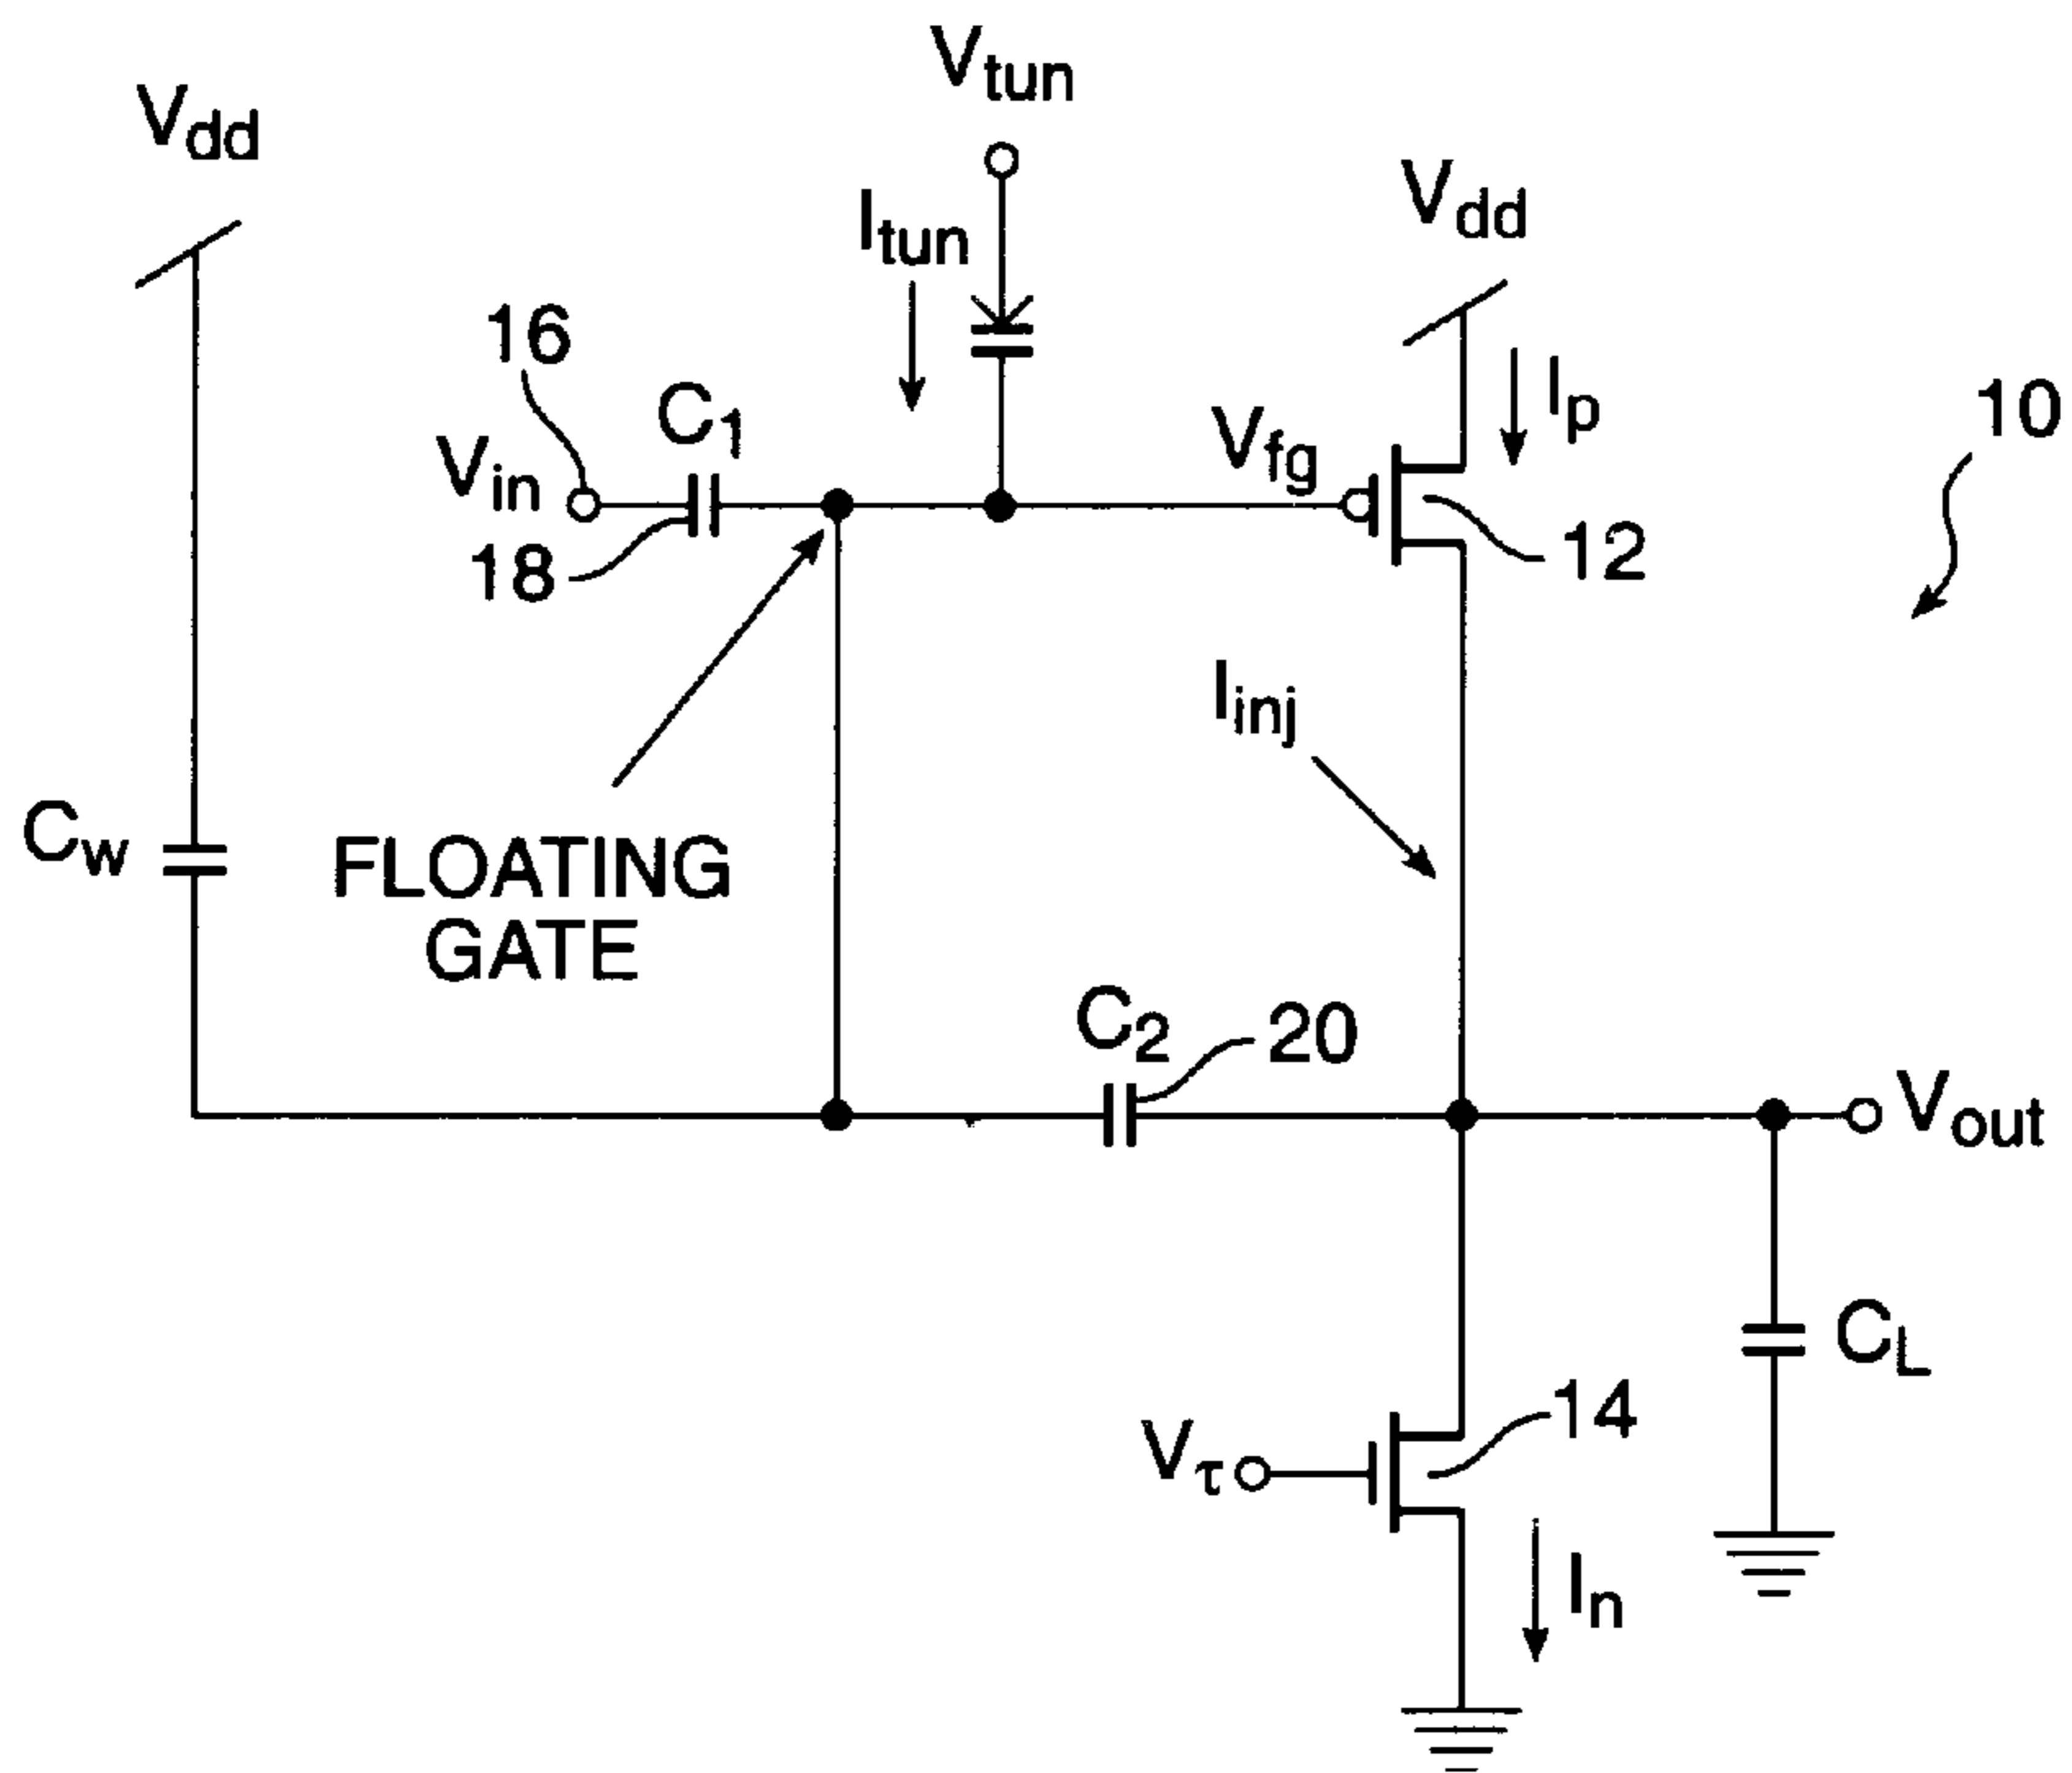 Vtun
Vdd
Vdd
Itun
16
C1
Ip
10
Vin
Vfg
18
12
Iinj
Cw
FLOATING
GATE
C2
20
Vout
CL
14
Vτ
In